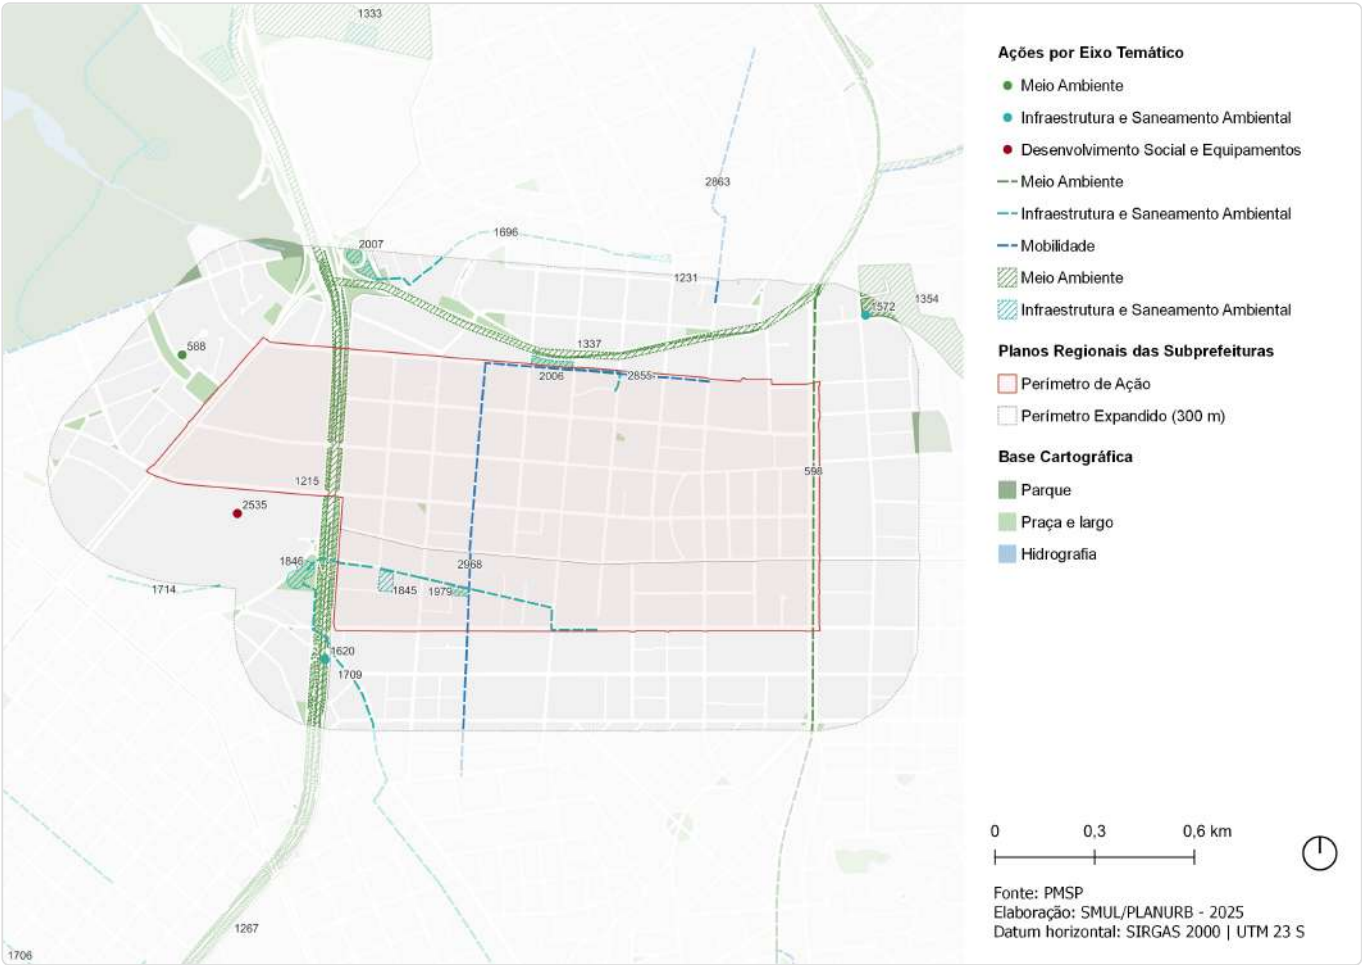 1333
2863
1696
2007
1231
1354
1572
588
1337
2006
2855
598
1215
2535
2968
1846
1845
1979
1714
1620
1709
1267
1706
Ações por Eixo Temático
Meio Ambiente
Infraestrutura e Saneamento Ambiental
Desenvolvimento Social e Equipamentos
Meio Ambiente
Infraestrutura e Saneamento Ambiental
Mobilidade
Meio Ambiente
Infraestrutura e Saneamento Ambiental
Planos Regionais das Subprefeituras
Perímetro de Ação
Perímetro Expandido (300 m)
Base Cartográfica
Parque
Praça e largo
Hidrografia
0 0,3 0,6 km
Fonte: PMSP
Elaboração: SMUL/PLANURB - 2025
Datum horizontal: SIRGAS 2000 | UTM 23 S